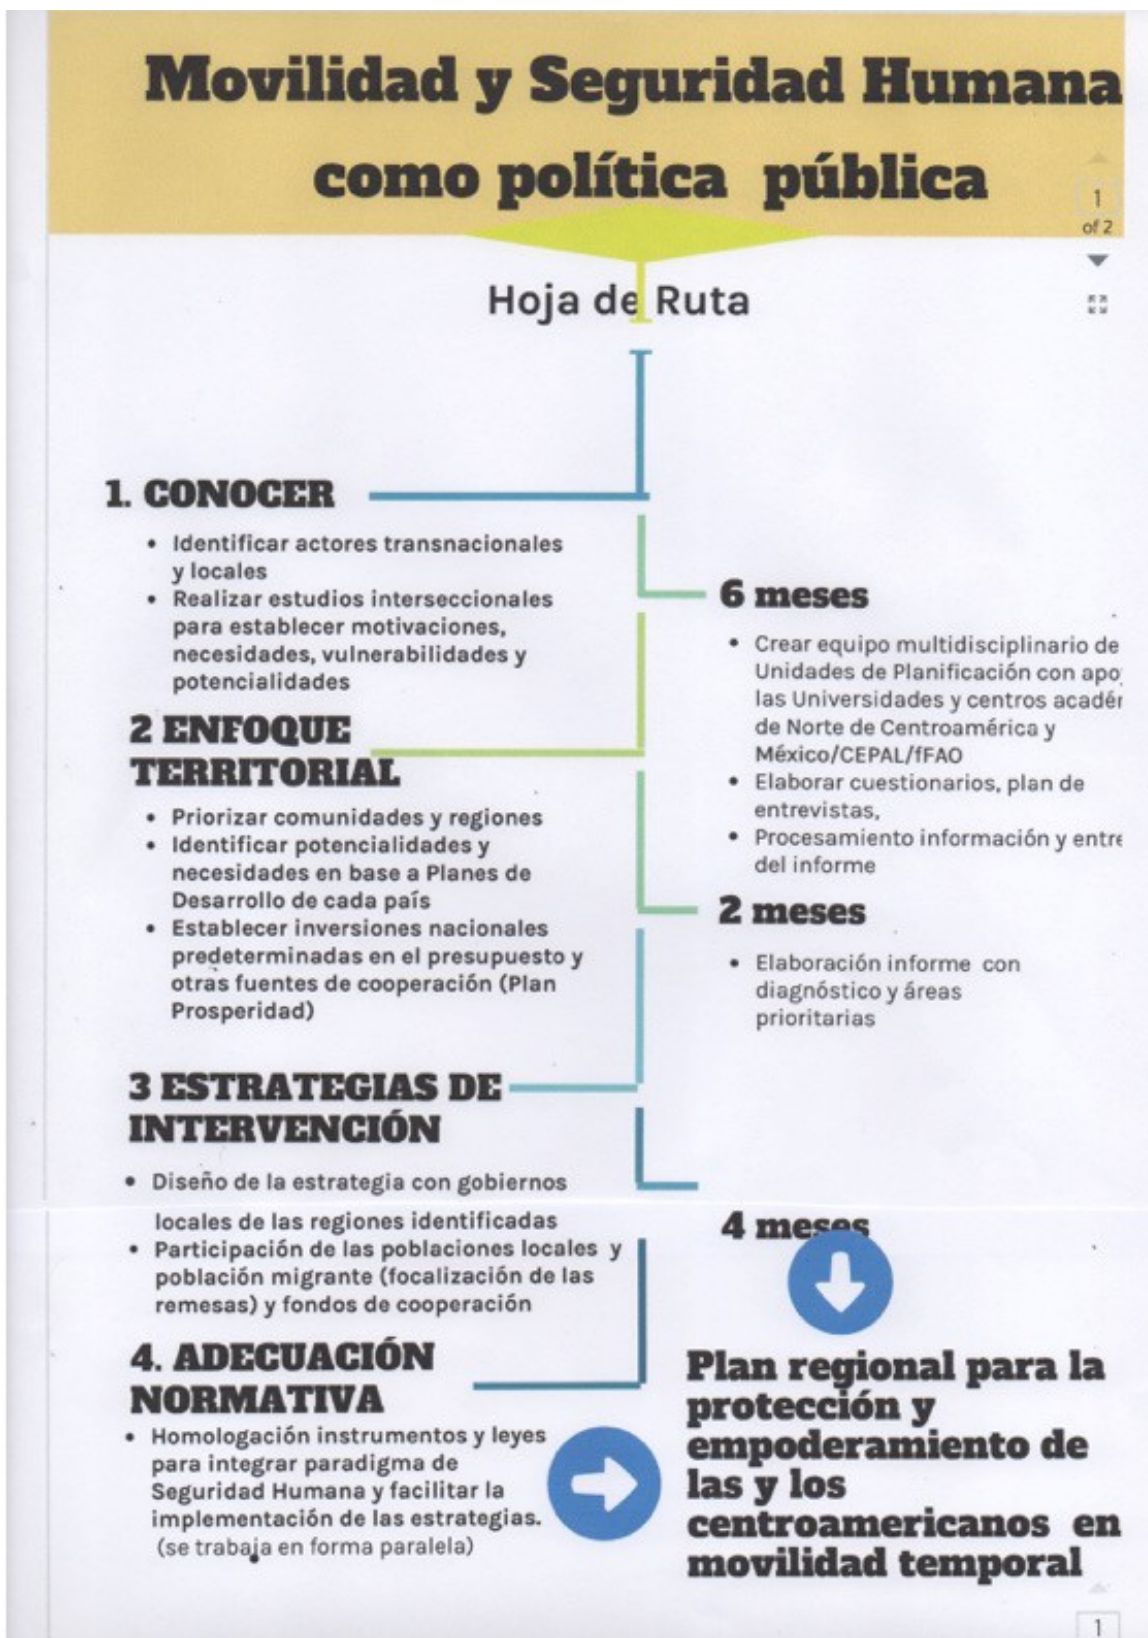 Movilidad y Seguridad Humana
como política pública
1
of 2
Hoja de Ruta
1. CONOCER
• Identificar actores transnacionales
y locales
• Realizar estudios interseccionales
para establecer motivaciones,
necesidades, vulnerabilidades y
potencialidades
2 ENFOQUE
TERRITORIAL
• Priorizar comunidades y regiones
• Identificar potencialidades y
necesidades en base a Planes de
Desarrollo de cada país
• Establecer inversiones nacionales
predeterminadas en el presupuesto y
otras fuentes de cooperación (Plan
Prosperidad)
3 ESTRATEGIAS DE
INTERVENCIÓN
• Diseño de la estrategia con gobiernos
locales de las regiones identificadas
• Participación de las poblaciones locales y
población migrante (focalización de las
remesas) y fondos de cooperación
4. ADECUACIÓN
NORMATIVA
• Homologación instrumentos y leyes
para integrar paradigma de
Seguridad Humana y facilitar la
implementación de las estrategias.
(se trabaja en forma paralela)
6 meses
• Crear equipo multidisciplinario de
Unidades de Planificación con
las Universidades y centros
de Norte de Centroamérica y
México/CEPAL/fFAO
• Elaborar cuestionarios, plan de
entrevistas,
• Procesamiento información y
del informe
2 meses
• Elaboración informe con
diagnóstico y áreas
prioritarias
4 meses
Plan regional para la
protección y
empoderamiento de
las y los
centroamericanos en
movilidad temporal
1